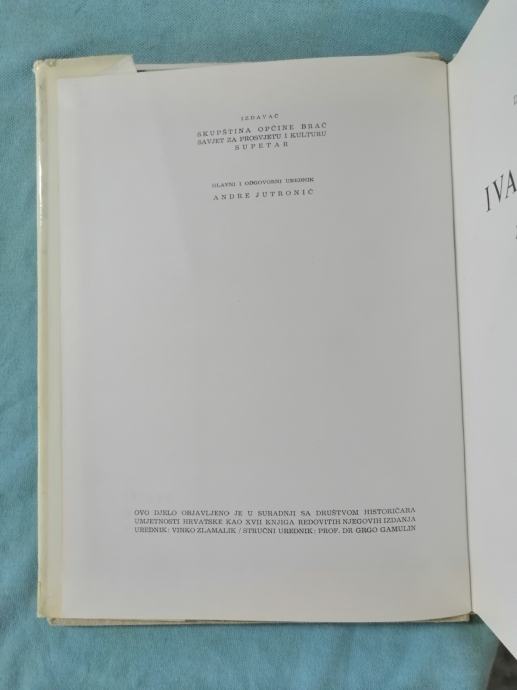 IZDAVAČ
SKUPŠTINA OPĆINE BRAČ
SAVJET ZA PROSVJETU I KULTURU
SUPETAR
GLAVNI I ODGOVORNI UREDNIK
ANDRE JUTRONIĆ
OVO DJELO OBJAVLJENO JE U SURADNJI SA DRUŠTVOM HISTORIČARA
UMJETNOSTI HRVATSKE KAO XVII KNJIGA REDOVITIH NJEGOVIH IZDANJA
UREDNIK: VINKO ZLAMALIK / STRUČNI UREDNIK: PROF. DR GRGO GAMULIN
IVA